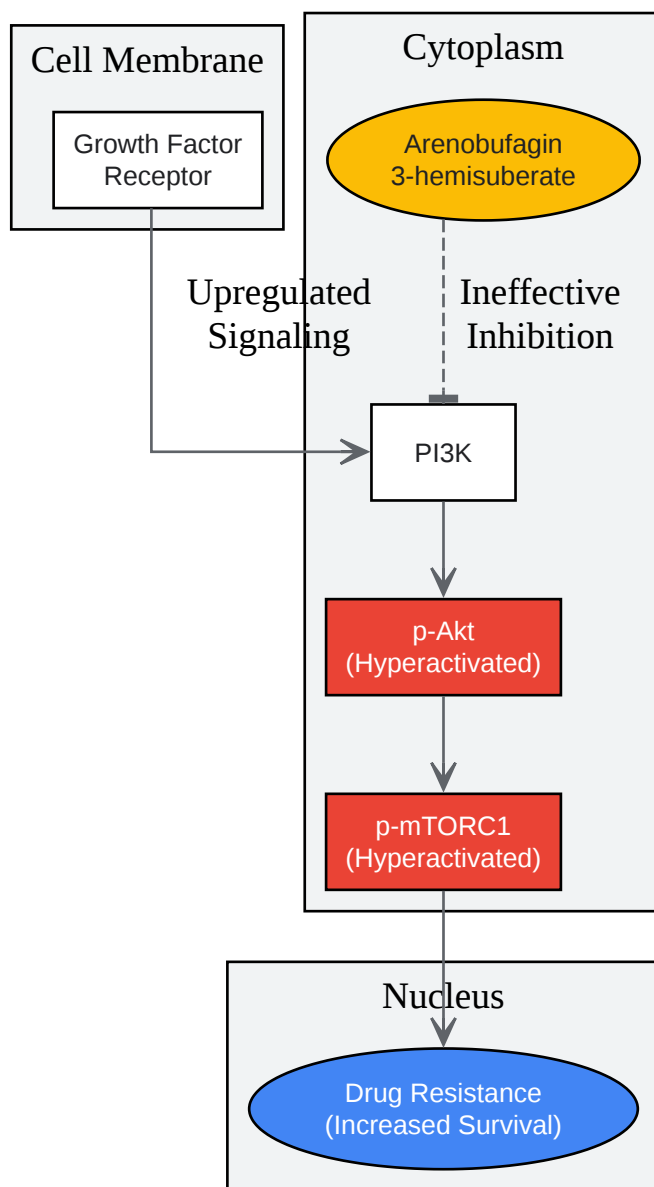 Cell Membrane
Growth Factor
Receptor
Cytoplasm
Arenobufagin
3-hemisuberate
Upregulated
Signaling
Ineffective
Inhibition
PI3K
p-Akt
(Hyperactivated)
p-mTORC1
(Hyperactivated)
Nucleus
Drug Resistance
(Increased Survival)